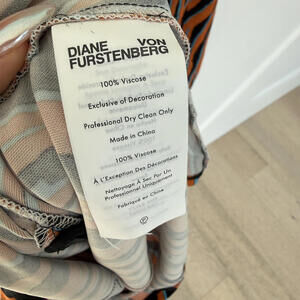 DIANE VON
FURSTENBERG
100% Viscose
Exclusive of Decoration
Professional Dry Clean Only
Made in China
100% Viscose
À L'Exception Des Décorations
Nettoyage À Sec Par Un
Professionnel Uniquement
Fabriqué en Chine
Ⓟ